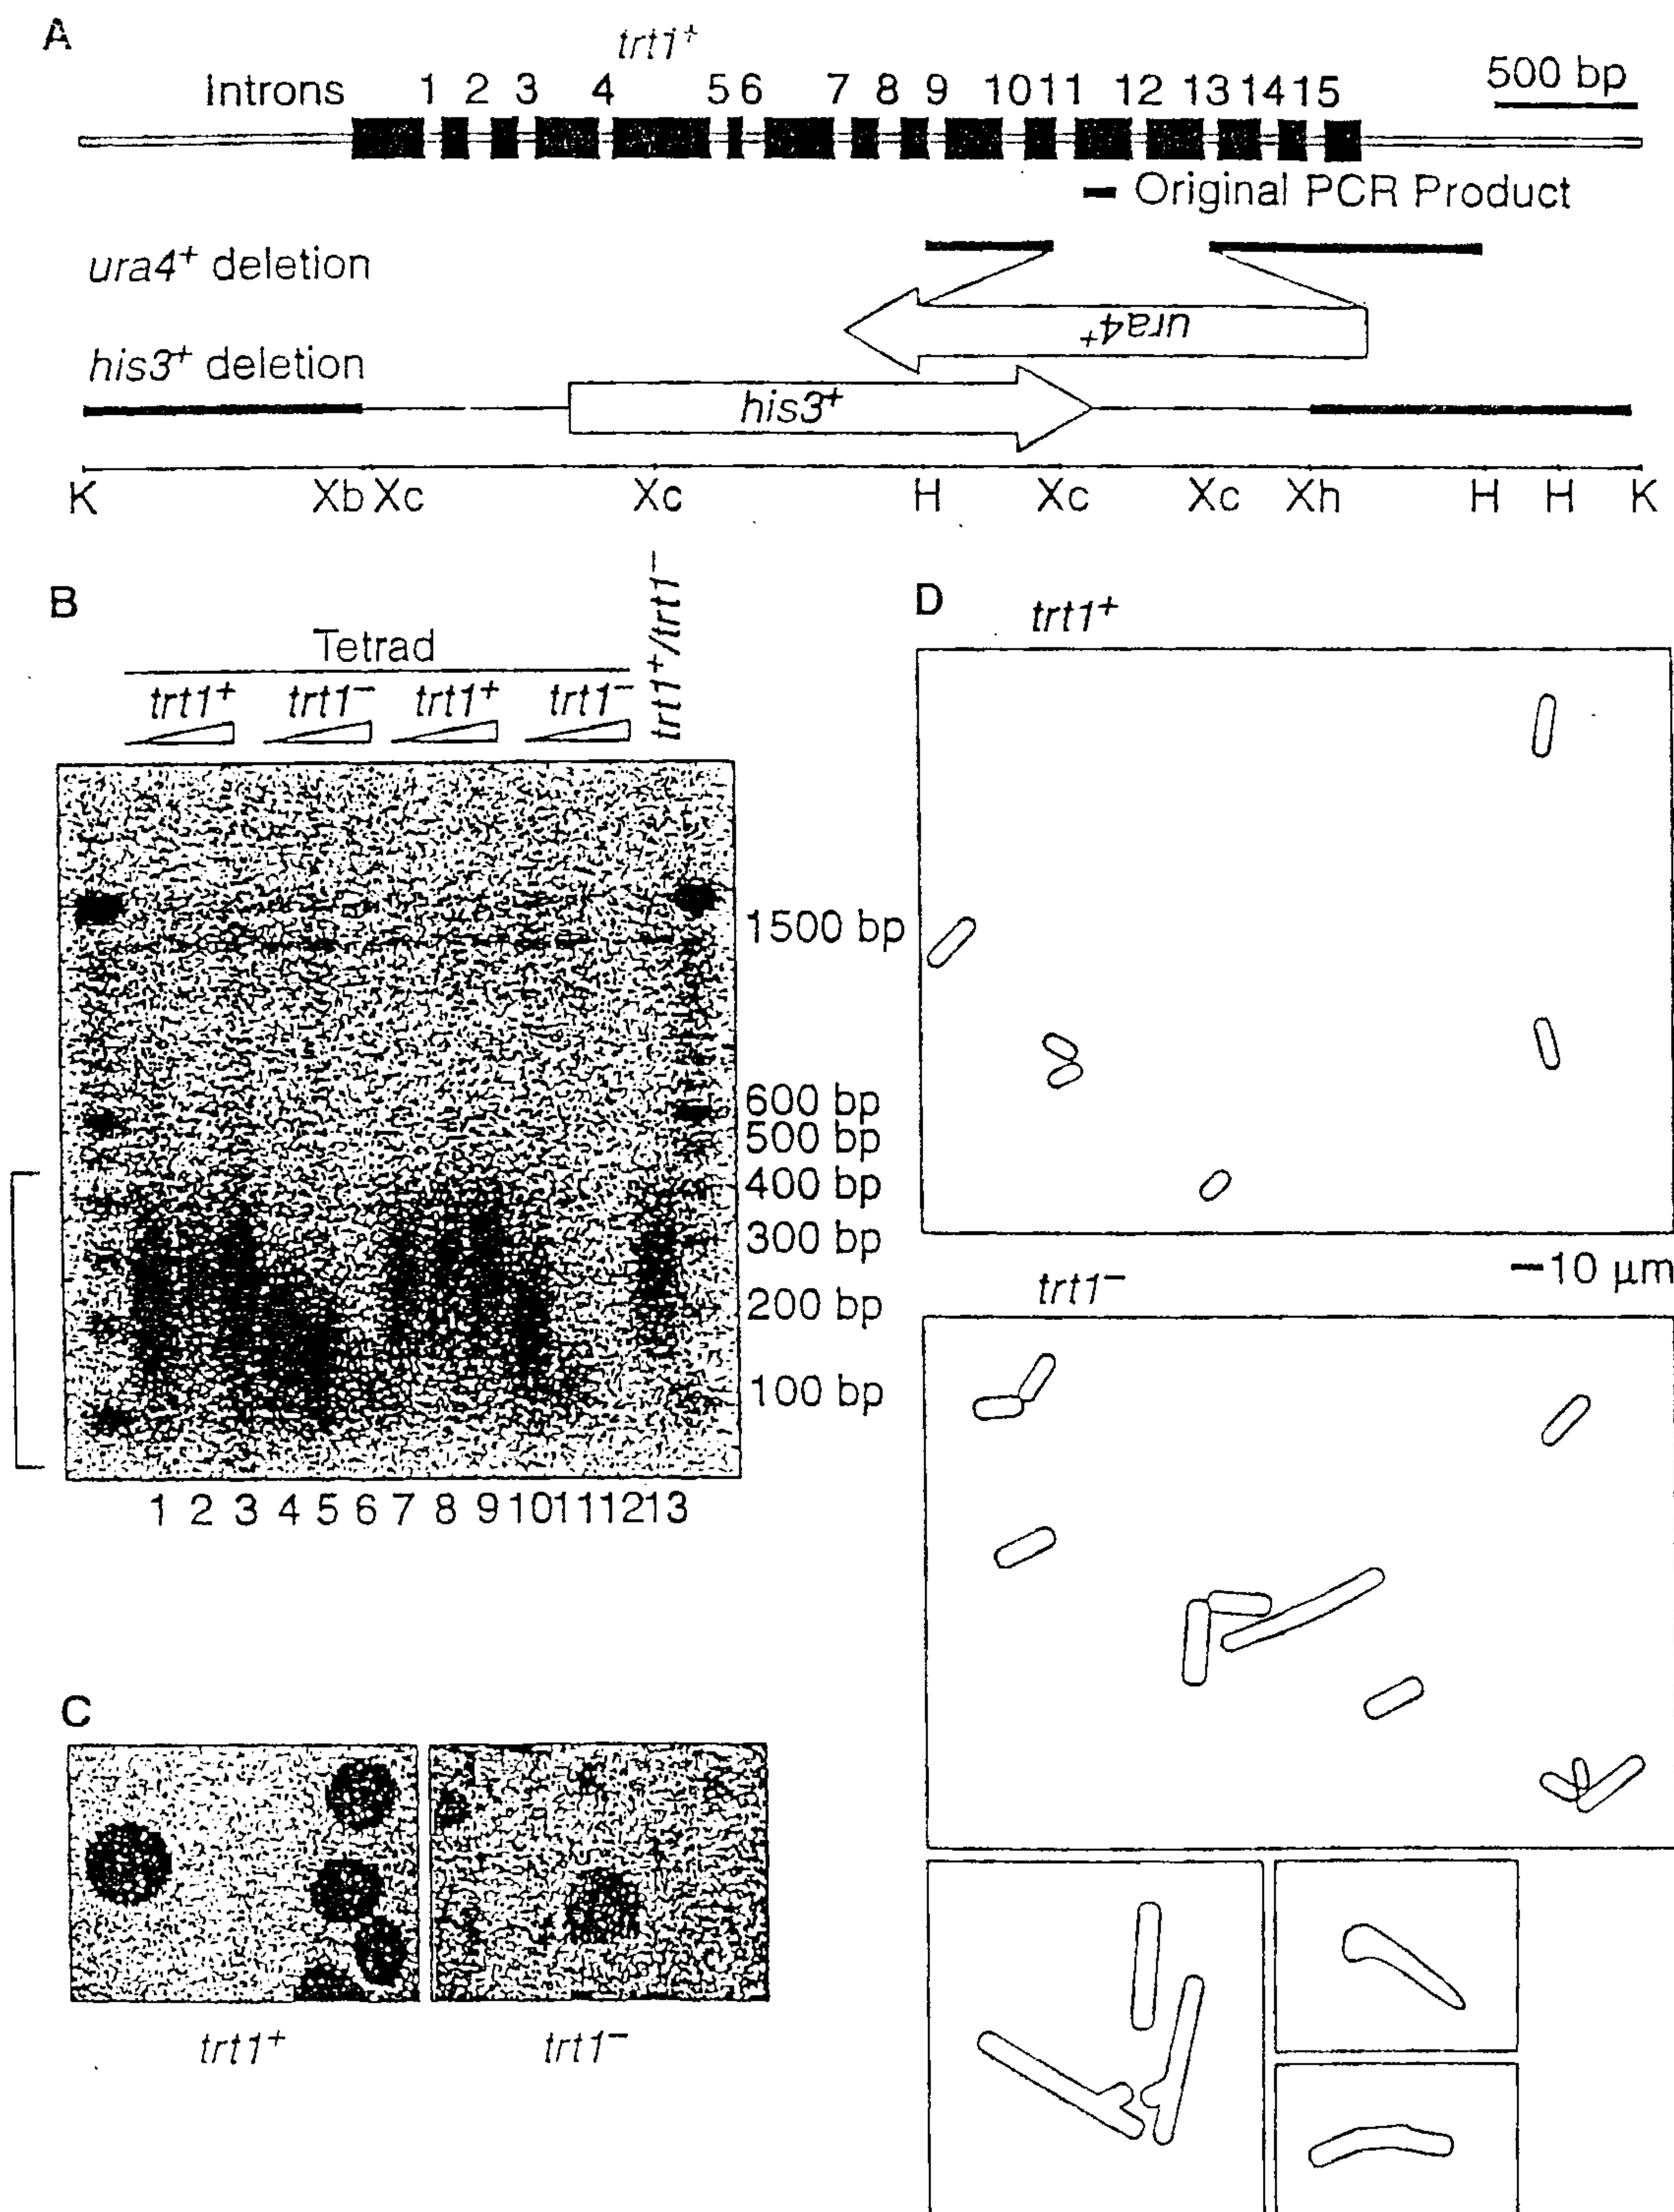 A
trt1+
Introns 1 2 3 4 5 6 7 8 9 10 11 12 13 14 15
500 bp
Original PCR Product
ura4+ deletion
ura4+
his3+ deletion
his3+
K Xb Xc Xc H Xc Xc Xh H H K
B
Tetrad
trt1+ trt1− trt1+ trt1−
trt1+/trt1−
1500 bp
600 bp
500 bp
400 bp
300 bp
200 bp
100 bp
1 2 3 4 5 6 7 8 9 10 11 12 13
C
trt1+ trt1−
D
trt1+
10 µm
trt1−